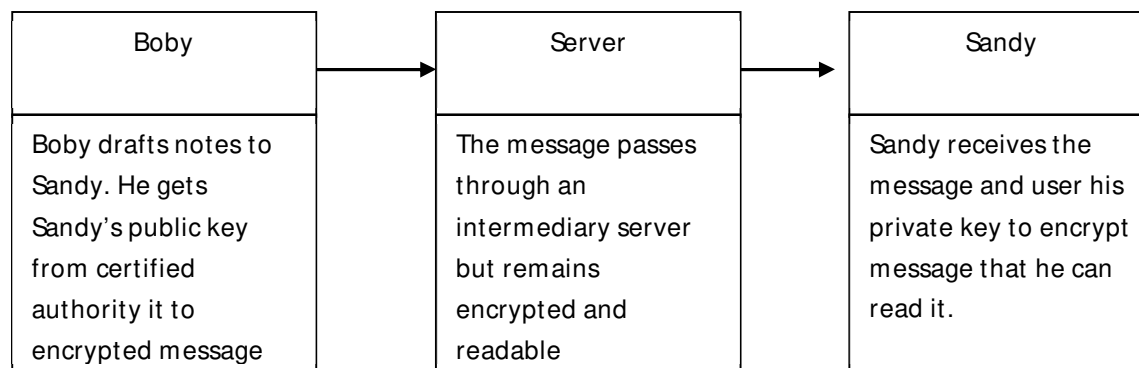 Boby
Server
Sandy
Boby drafts notes to
Sandy. He gets
Sandy's public key
from certified
authority it to
encrypted message
The message passes
through an
intermediary server
but remains
encrypted and
readable
Sandy receives the
message and user his
private key to encrypt
message that he can
read it.